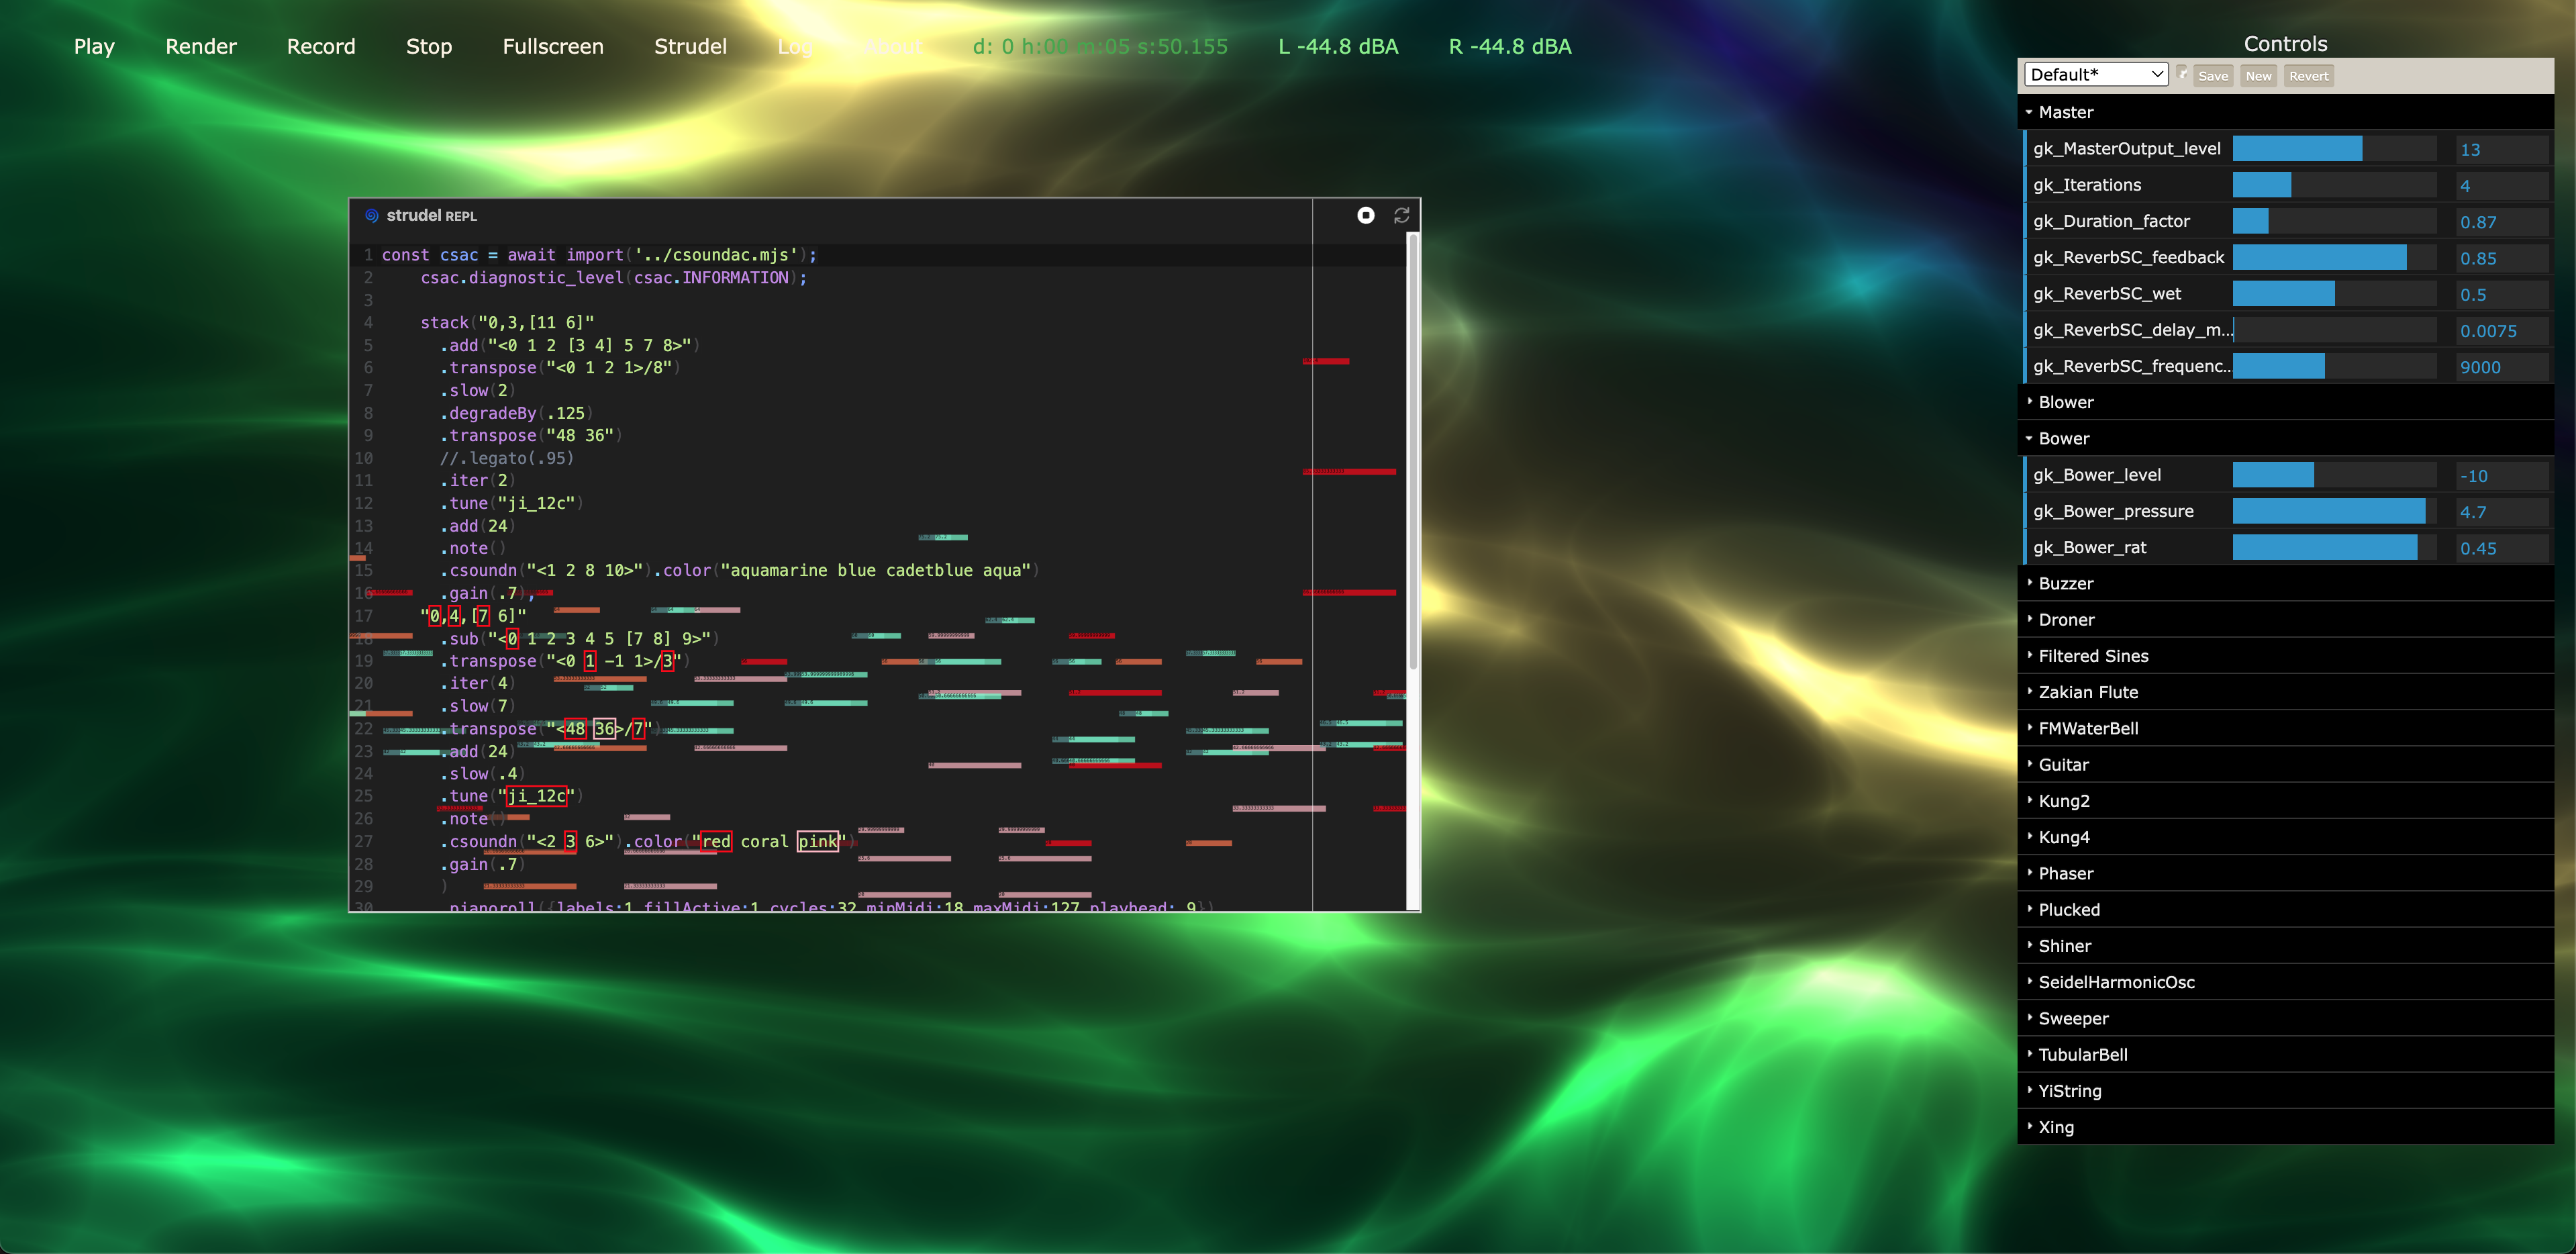 Play Render Record Stop Fullscreen Strudel Log About d: 0 h:00 m:05 s:50.155 L -44.8 dBA R -44.8 dBA
strudel REPL
1 const csac = await import('../csoundac.mjs');
2 csac.diagnostic_level(csac.INFORMATION);
3
4 stack("0,3,[11 6]"
5 .add("<0 1 2 [3 4] 5 7 8>")
6 .transpose("<0 1 2 1>/8")
7 .slow(2)
8 .degradeBy(.125)
9 .transpose("48 36")
10 //.legato(.95)
11 .iter(2)
12 .tune("ji_12c")
13 .add(24)
14 .note()
15 .csoundn("<1 2 8 10>").color("aquamarine blue cadetblue aqua")
16 .gain(.7),
17 "0,4,[7 6]"
18 .sub("<0 1 2 3 4 5 [7 8] 9>")
19 .transpose("<0 1 -1 1>/3")
20 .iter(4)
21 .slow(7)
22 .transpose("<48 36>/7")
23 .add(24)
24 .slow(.4)
25 .tune("ji_12c")
26 .note()
27 .csoundn("<2 3 6>").color("red coral pink")
28 .gain(.7)
29 )
30 .pianoroll({labels:1,fillActive:1,cycles:32,minMidi:18,maxMidi:127,playhead:.9})
Controls
Default* Save New Revert
Master
gk_MasterOutput_level 13
gk_Iterations 4
gk_Duration_factor 0.87
gk_ReverbSC_feedback 0.85
gk_ReverbSC_wet 0.5
gk_ReverbSC_delay_m... 0.0075
gk_ReverbSC_frequenc... 9000
Blower
Bower
gk_Bower_level -10
gk_Bower_pressure 4.7
gk_Bower_rat 0.45
Buzzer
Droner
Filtered Sines
Zakian Flute
FMWaterBell
Guitar
Kung2
Kung4
Phaser
Plucked
Shiner
SeidelHarmonicOsc
Sweeper
TubularBell
YiString
Xing